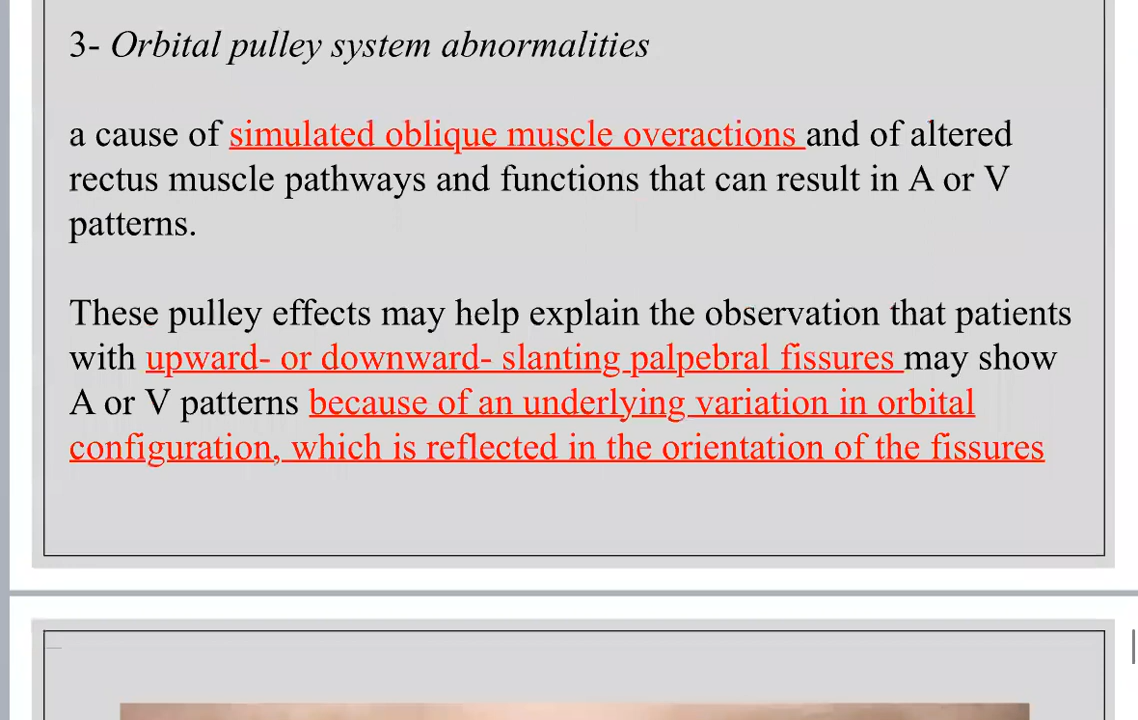 3- Orbital pulley system abnormalities
a cause of simulated oblique muscle overactions and of altered
rectus muscle pathways and functions that can result in A or V
patterns.
These pulley effects may help explain the observation that patients
with upward- or downward- slanting palpebral fissures may show
A or V patterns because of an underlying variation in orbital
configuration, which is reflected in the orientation of the fissures